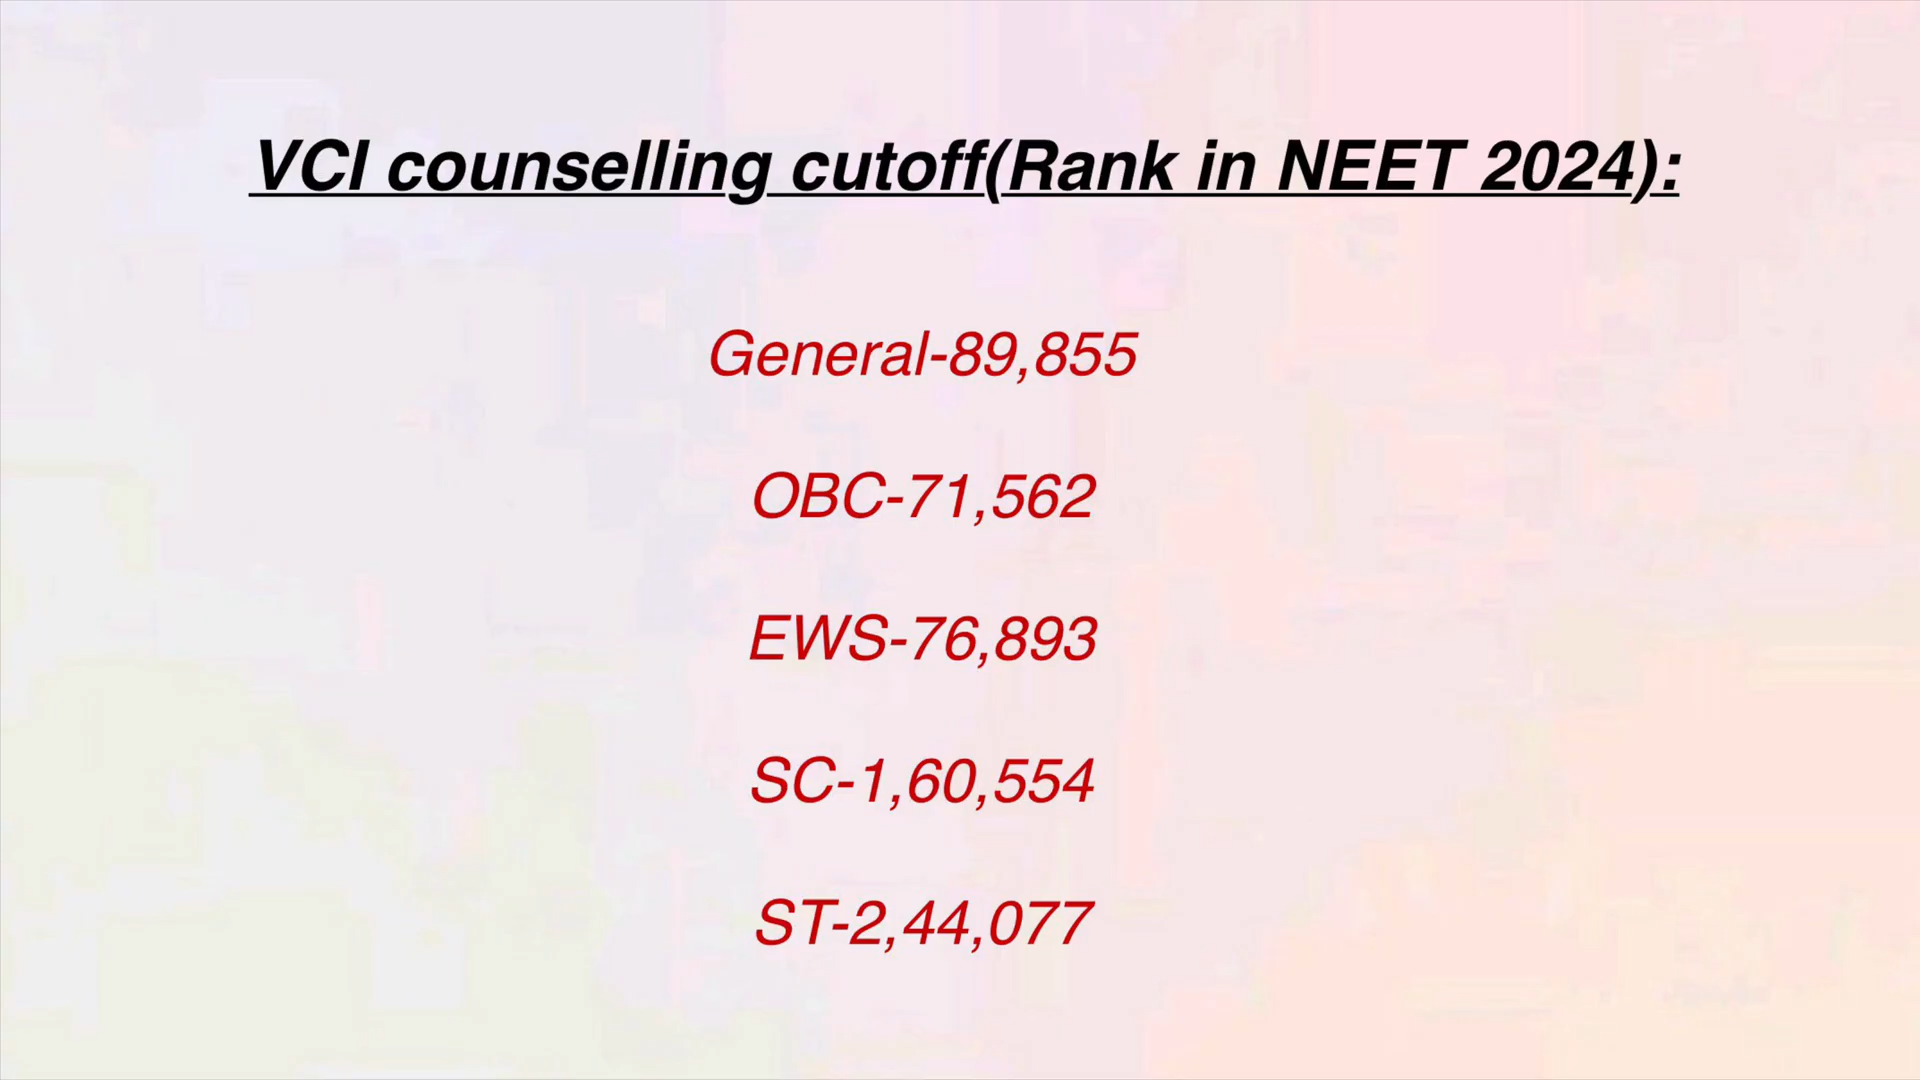 VCI counselling cutoff(Rank in NEET 2024):
General-89,855
OBC-71,562
EWS-76,893
SC-1,60,554
ST-2,44,077